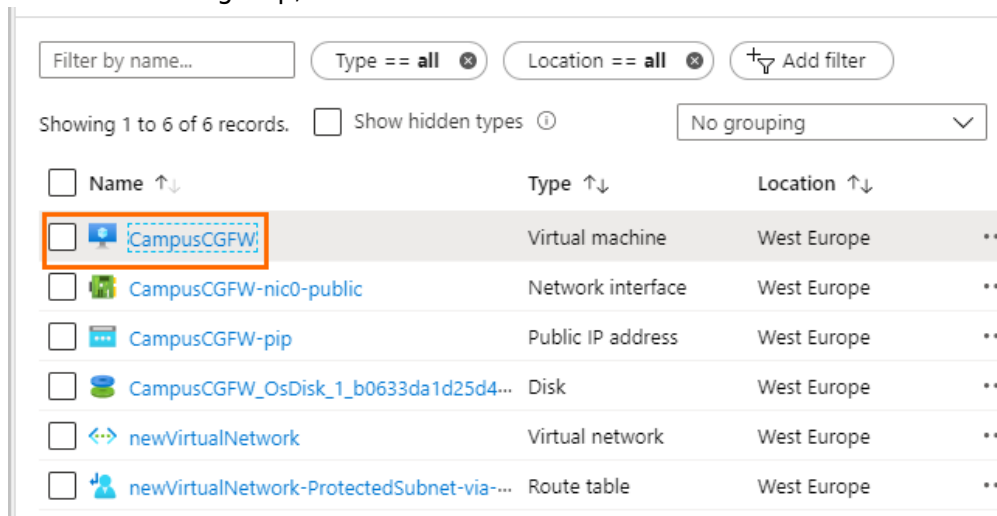 Filter by name... Type == all Location == all Add filter
Showing 1 to 6 of 6 records. Show hidden types No grouping
Name Type Location
CampusCGFW Virtual machine West Europe
CampusCGFW-nic0-public Network interface West Europe
CampusCGFW-pip Public IP address West Europe
CampusCGFW_OsDisk_1_b0633da1d25d4... Disk West Europe
newVirtualNetwork Virtual network West Europe
newVirtualNetwork-ProtectedSubnet-via-... Route table West Europe